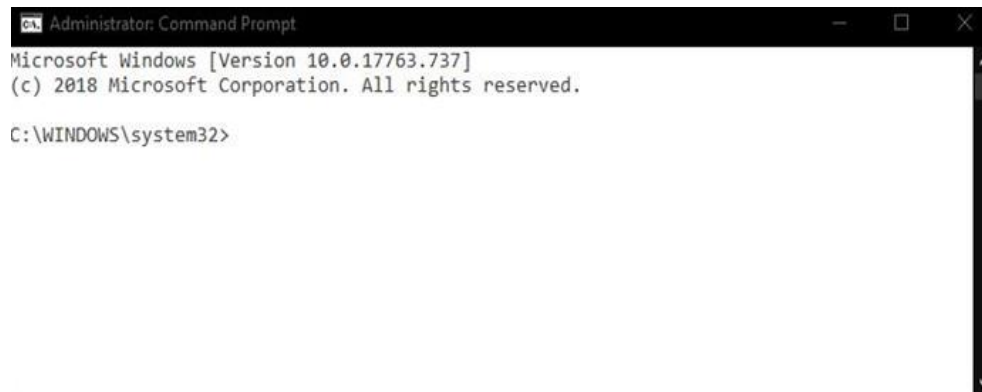 Administrator: Command Prompt
Microsoft Windows [Version 10.0.17763.737]
(c) 2018 Microsoft Corporation. All rights reserved.
C:\WINDOWS\system32>